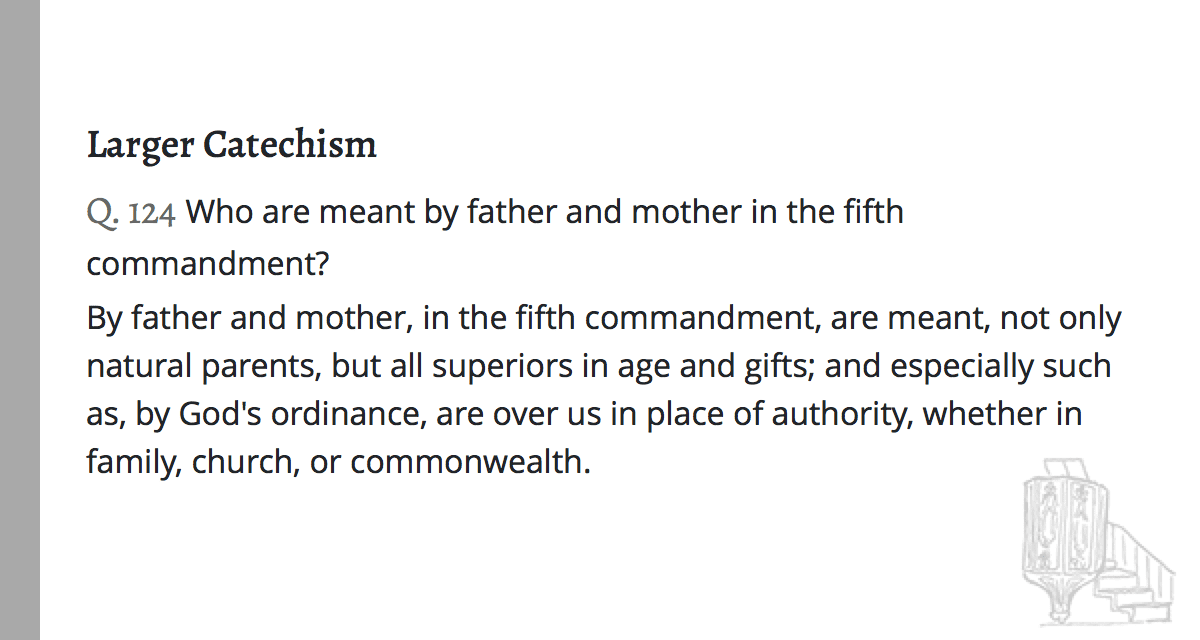 Larger Catechism
Q. 124 Who are meant by father and mother in the fifth
commandment?
By father and mother, in the fifth commandment, are meant, not only
natural parents, but all superiors in age and gifts; and especially such
as, by God's ordinance, are over us in place of authority, whether in
family, church, or commonwealth.